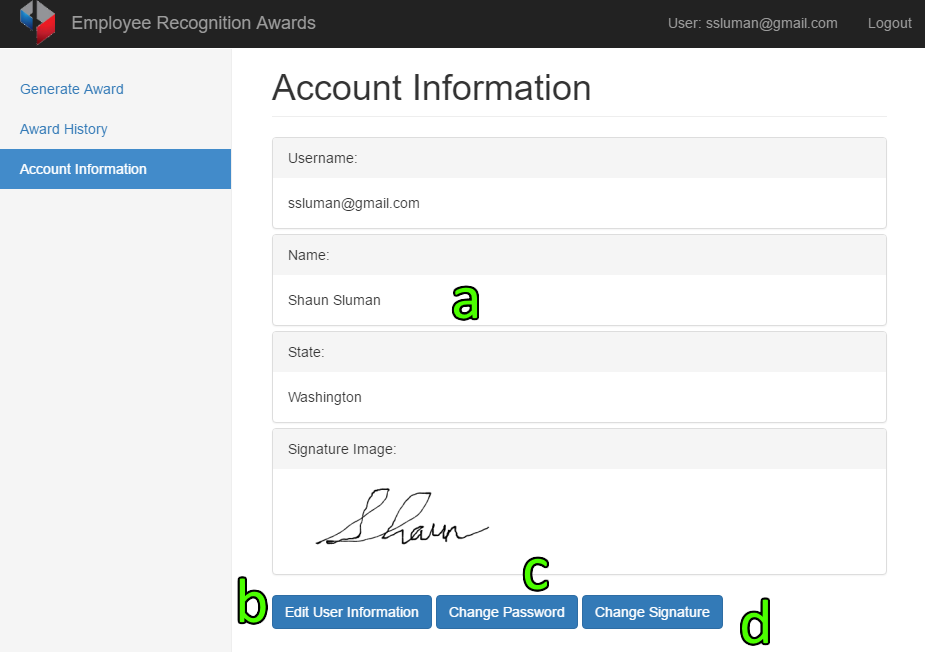 Employee Recognition Awards
User: ssluman@gmail.com
Logout
Generate Award
Award History
Account Information
Account Information
Username:
ssluman@gmail.com
Name:
Shaun Sluman
a
State:
Washington
Signature Image:
Shaun
c
b
Edit User Information
Change Password
Change Signature
d